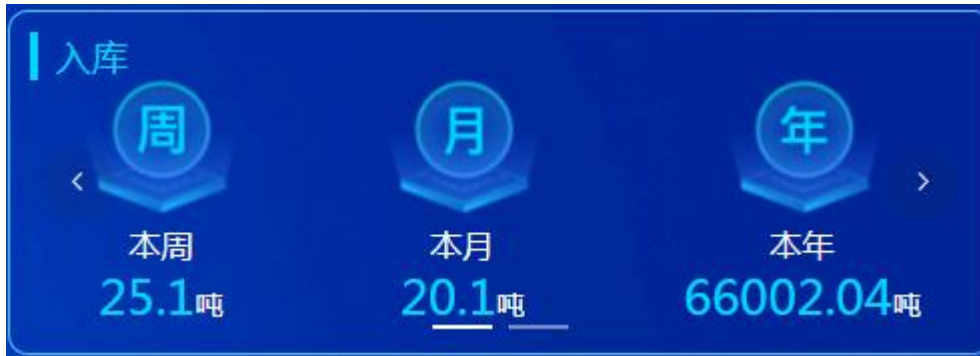 入库
周 月 年
本周 本月 本年
25.1吨 20.1吨 66002.04吨